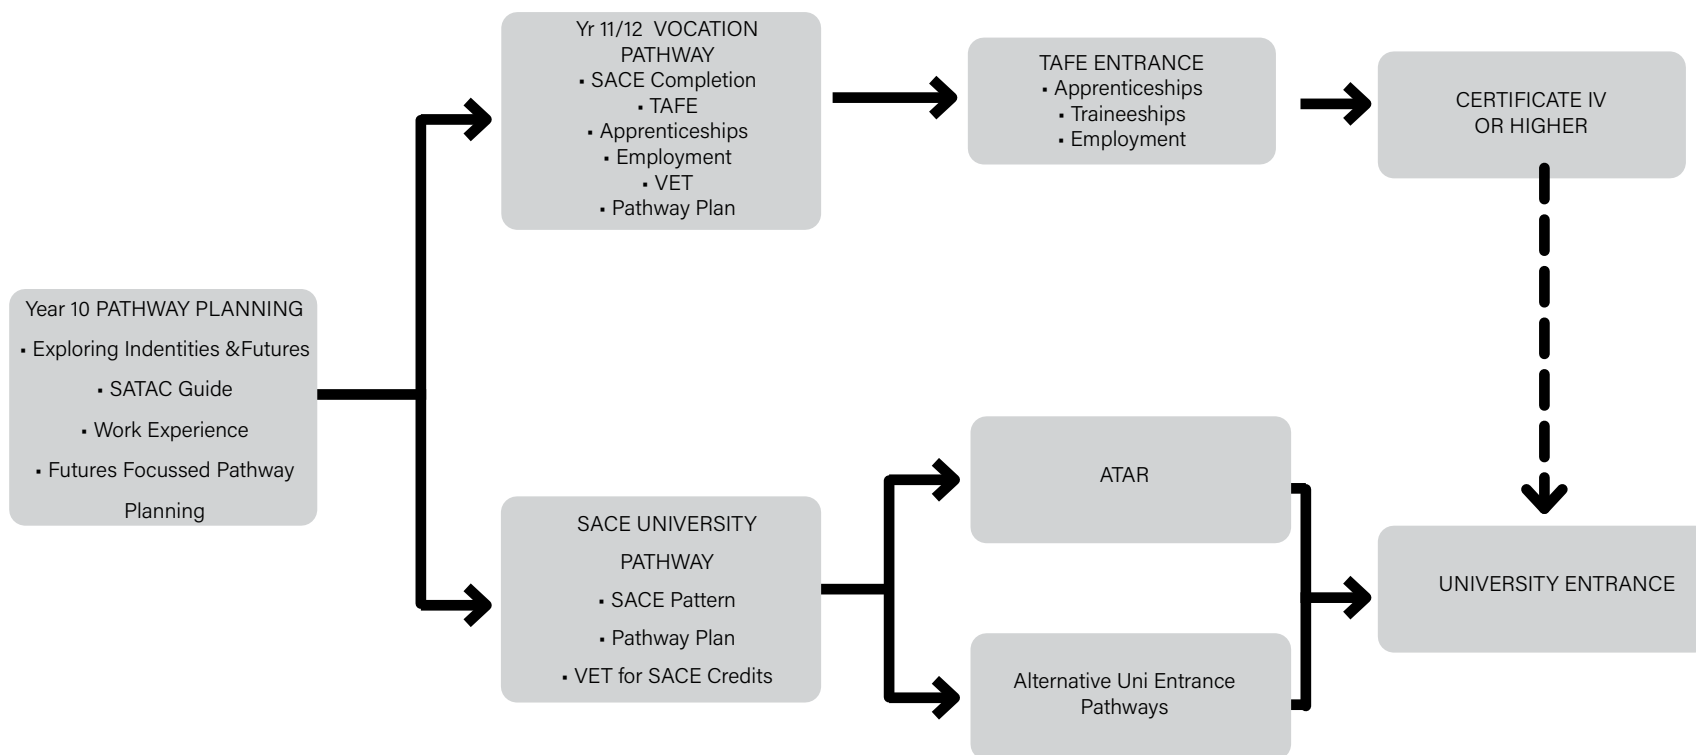 Yr 11/12 VOCATION
PATHWAY
▪ SACE Completion
▪ TAFE
▪ Apprenticeships
▪ Employment
▪ VET
▪ Pathway Plan
TAFE ENTRANCE
▪ Apprenticeships
▪ Traineeships
▪ Employment
CERTIFICATE IV
OR HIGHER
Year 10 PATHWAY PLANNING
▪ Exploring Indentities &Futures
▪ SATAC Guide
▪ Work Experience
▪ Futures Focussed Pathway
Planning
SACE UNIVERSITY
PATHWAY
▪ SACE Pattern
▪ Pathway Plan
▪ VET for SACE Credits
ATAR
Alternative Uni Entrance
Pathways
UNIVERSITY ENTRANCE